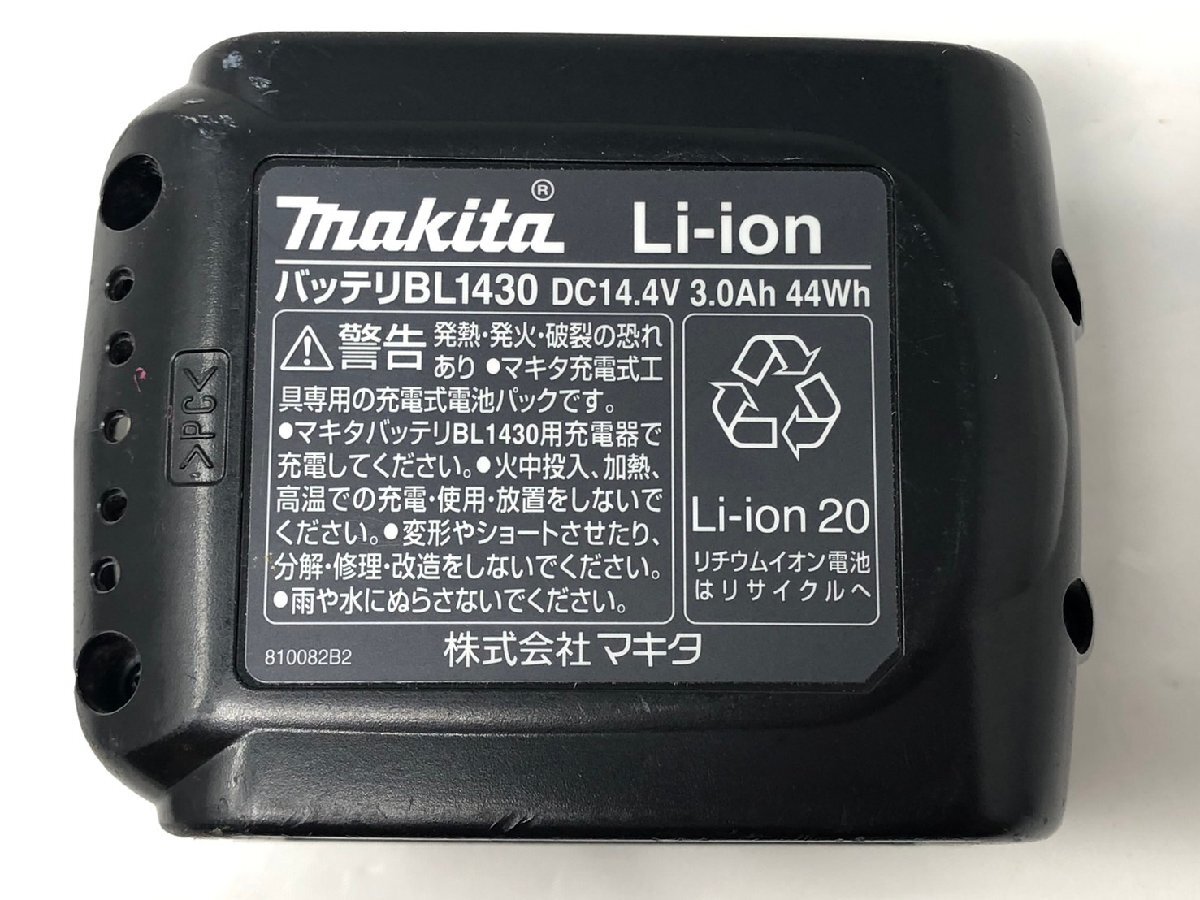 makita® Li-ion
バッテリBL1430 DC14.4V 3.0Ah 44Wh
警告 発熱・発火・破裂の恐れ
あり ●マキタ充電式工
具専用の充電式電池パックです。
●マキタバッテリBL1430用充電器で
充電してください。●火中投入、加熱、
高温での充電・使用・放置をしないで
ください。●変形やショートさせたり、
分解・修理・改造をしないでください。
●雨や水にぬらさないでください。
Li-ion 20
リチウムイオン電池
はリサイクルへ
810082B2
株式会社マキタ
>PC<